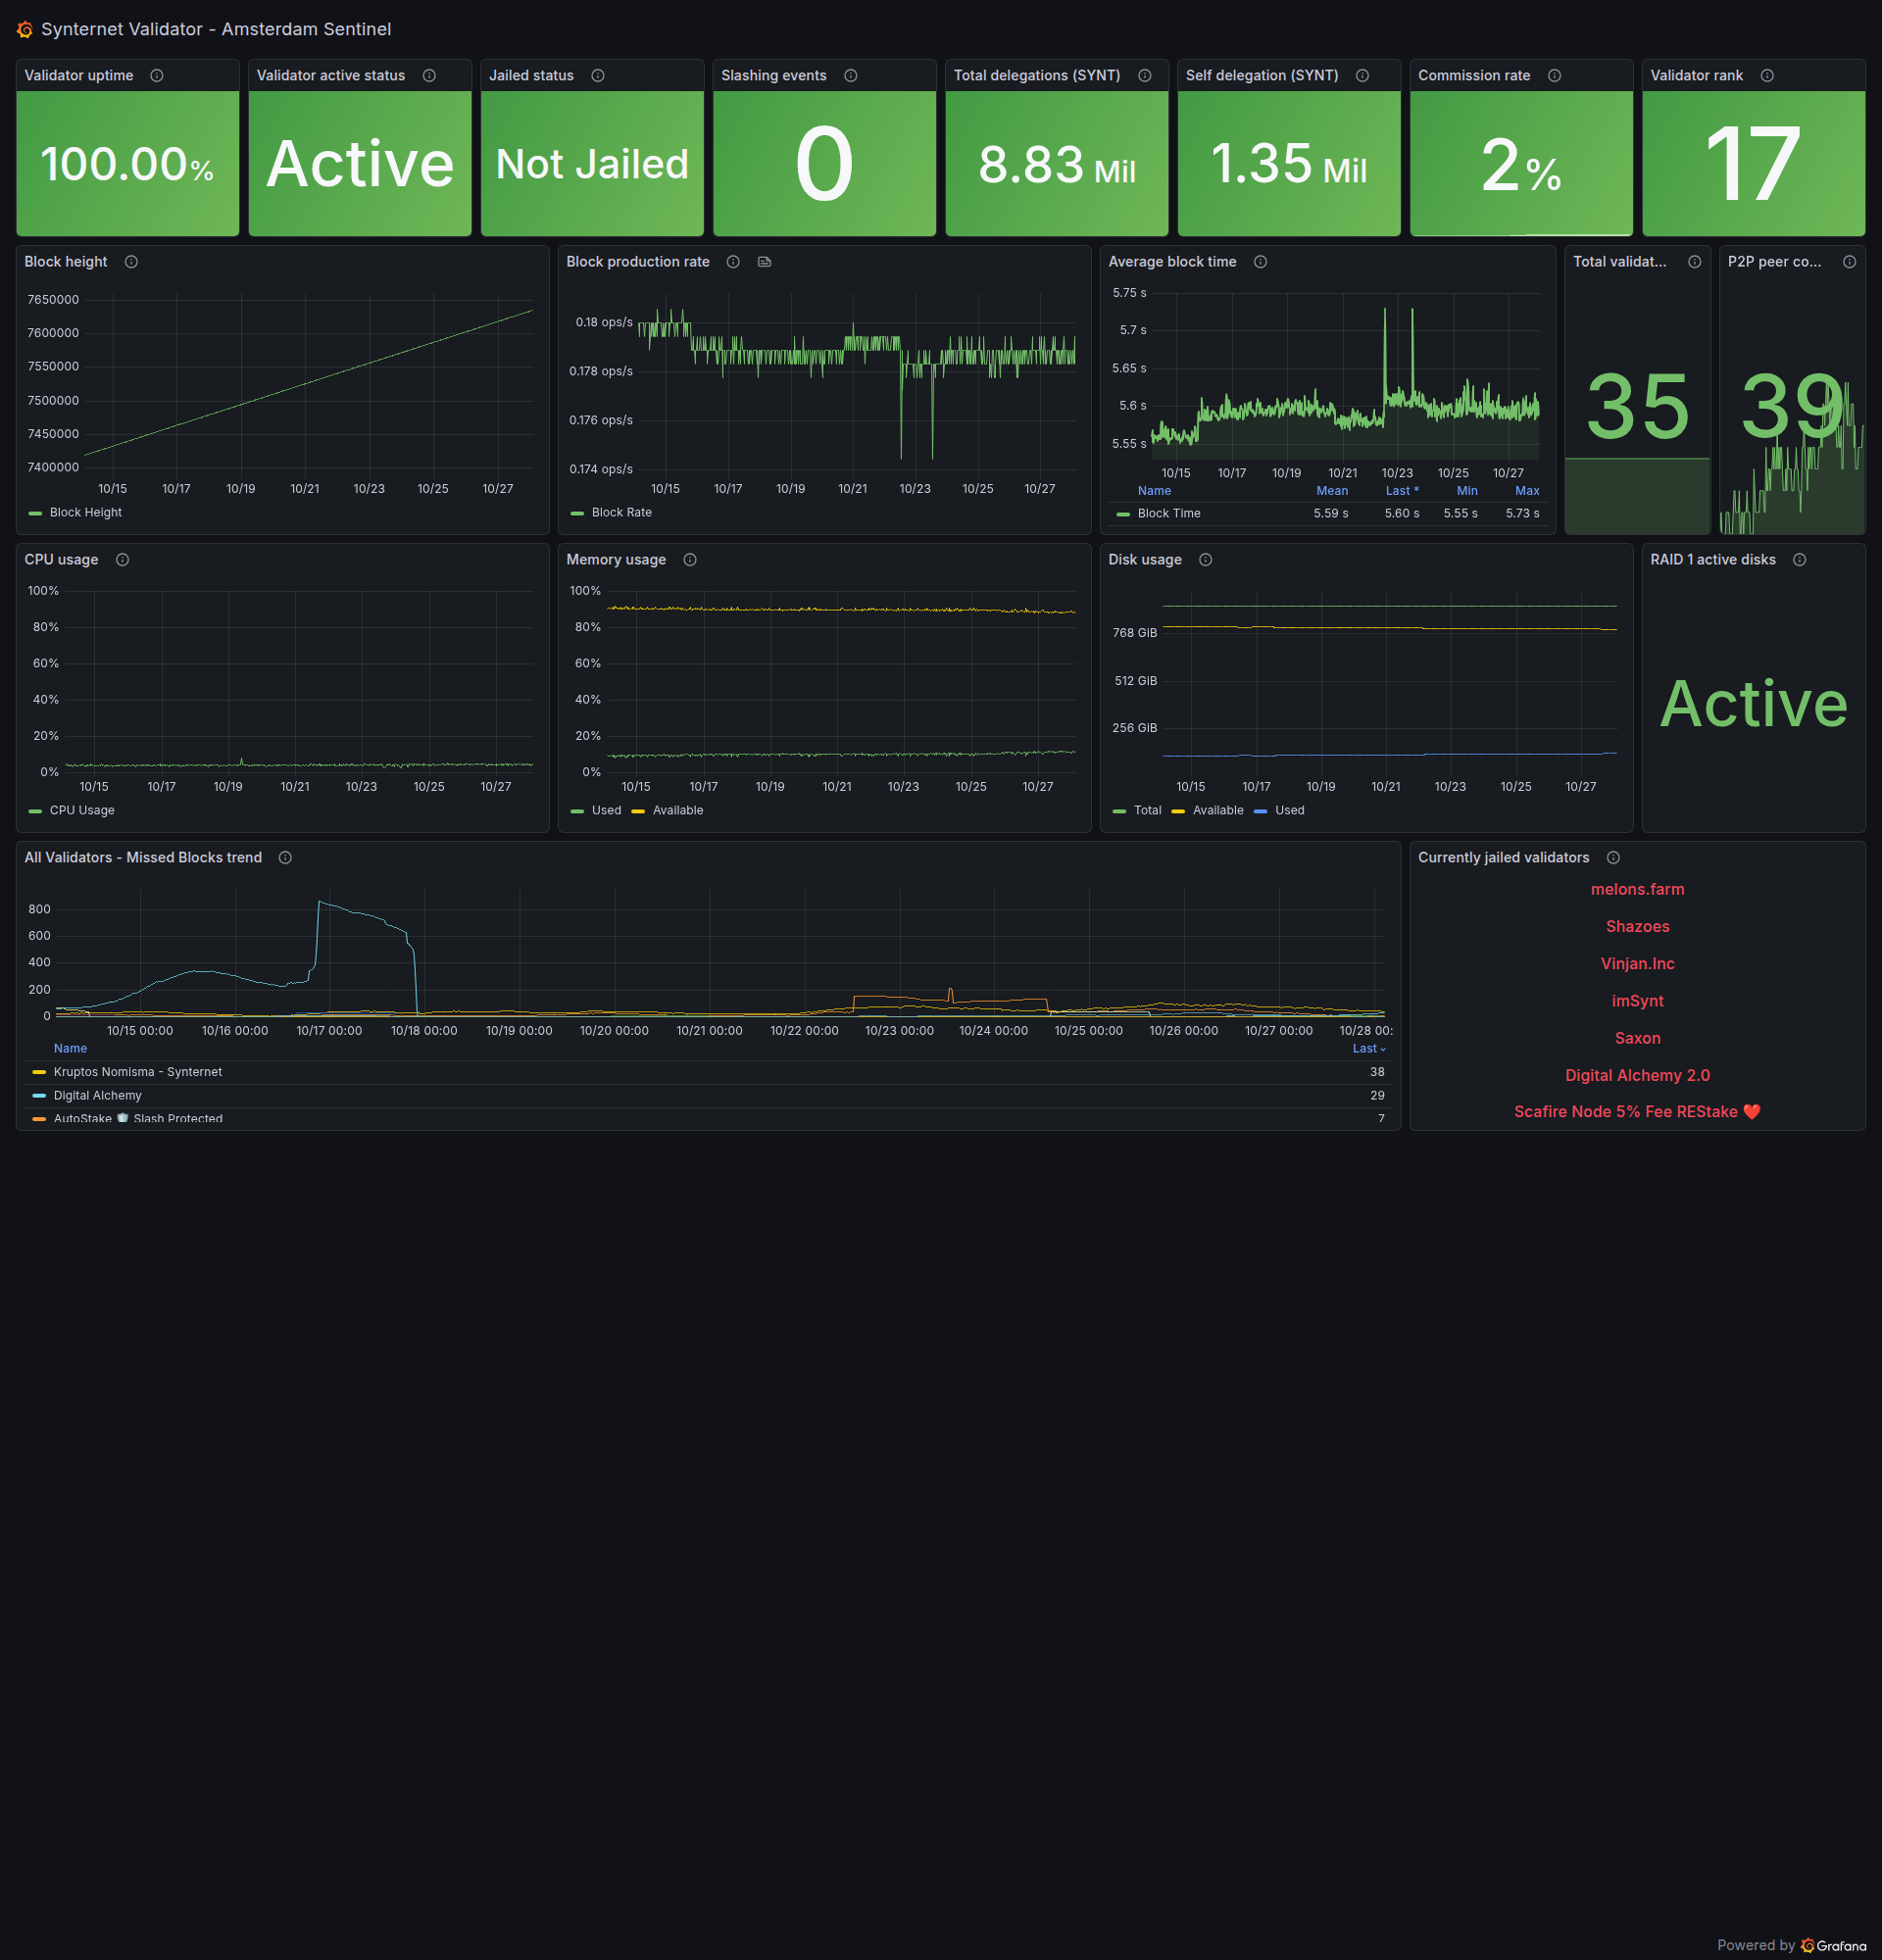 Synternet Validator - Amsterdam Sentinel
Validator uptime
100.00%
Validator active status
Active
Jailed status
Not Jailed
Slashing events
0
Total delegations (SYNT)
8.83 Mil
Self delegation (SYNT)
1.35 Mil
Commission rate
2%
Validator rank
17
Block height
7650000
7600000
7550000
7500000
7450000
7400000
10/15 10/17 10/19 10/21 10/23 10/25 10/27
Block Height
Block production rate
0.18 ops/s
0.178 ops/s
0.176 ops/s
0.174 ops/s
10/15 10/17 10/19 10/21 10/23 10/25 10/27
Block Rate
Average block time
5.75 s
5.7 s
5.65 s
5.6 s
5.55 s
10/15 10/17 10/19 10/21 10/23 10/25 10/27
Name Mean Last * Min Max
Block TIme 5.59 s 5.60 s 5.55 s 5.73 s
Total validat...
35
P2P peer co...
39
CPU usage
100%
80%
60%
40%
20%
0%
10/15 10/17 10/19 10/21 10/23 10/25 10/27
CPU Usage
Memory usage
100%
80%
60%
40%
20%
0%
10/15 10/17 10/19 10/21 10/23 10/25 10/27
Used Available
Disk usage
768 GiB
512 GiB
256 GiB
10/15 10/17 10/19 10/21 10/23 10/25 10/27
Total Available Used
RAID 1 active disks
Active
All Validators - Missed Blocks trend
800
600
400
200
0
10/15 00:00 10/16 00:00 10/17 00:00 10/18 00:00 10/19 00:00 10/20 00:00 10/21 00:00 10/22 00:00 10/23 00:00 10/24 00:00 10/25 00:00 10/26 00:00 10/27 00:00 10/28 00:
Name Last
Kruptos Nomisma - Synternet 38
Digital Alchemy 29
AutoStake 🛡️ Slash Protected 7
Currently jailed validators
melons.farm
Shazoes
Vinjan.Inc
imSynt
Saxon
Digital Alchemy 2.0
Scafire Node 5% Fee REStake ❤️
Powered by Grafana